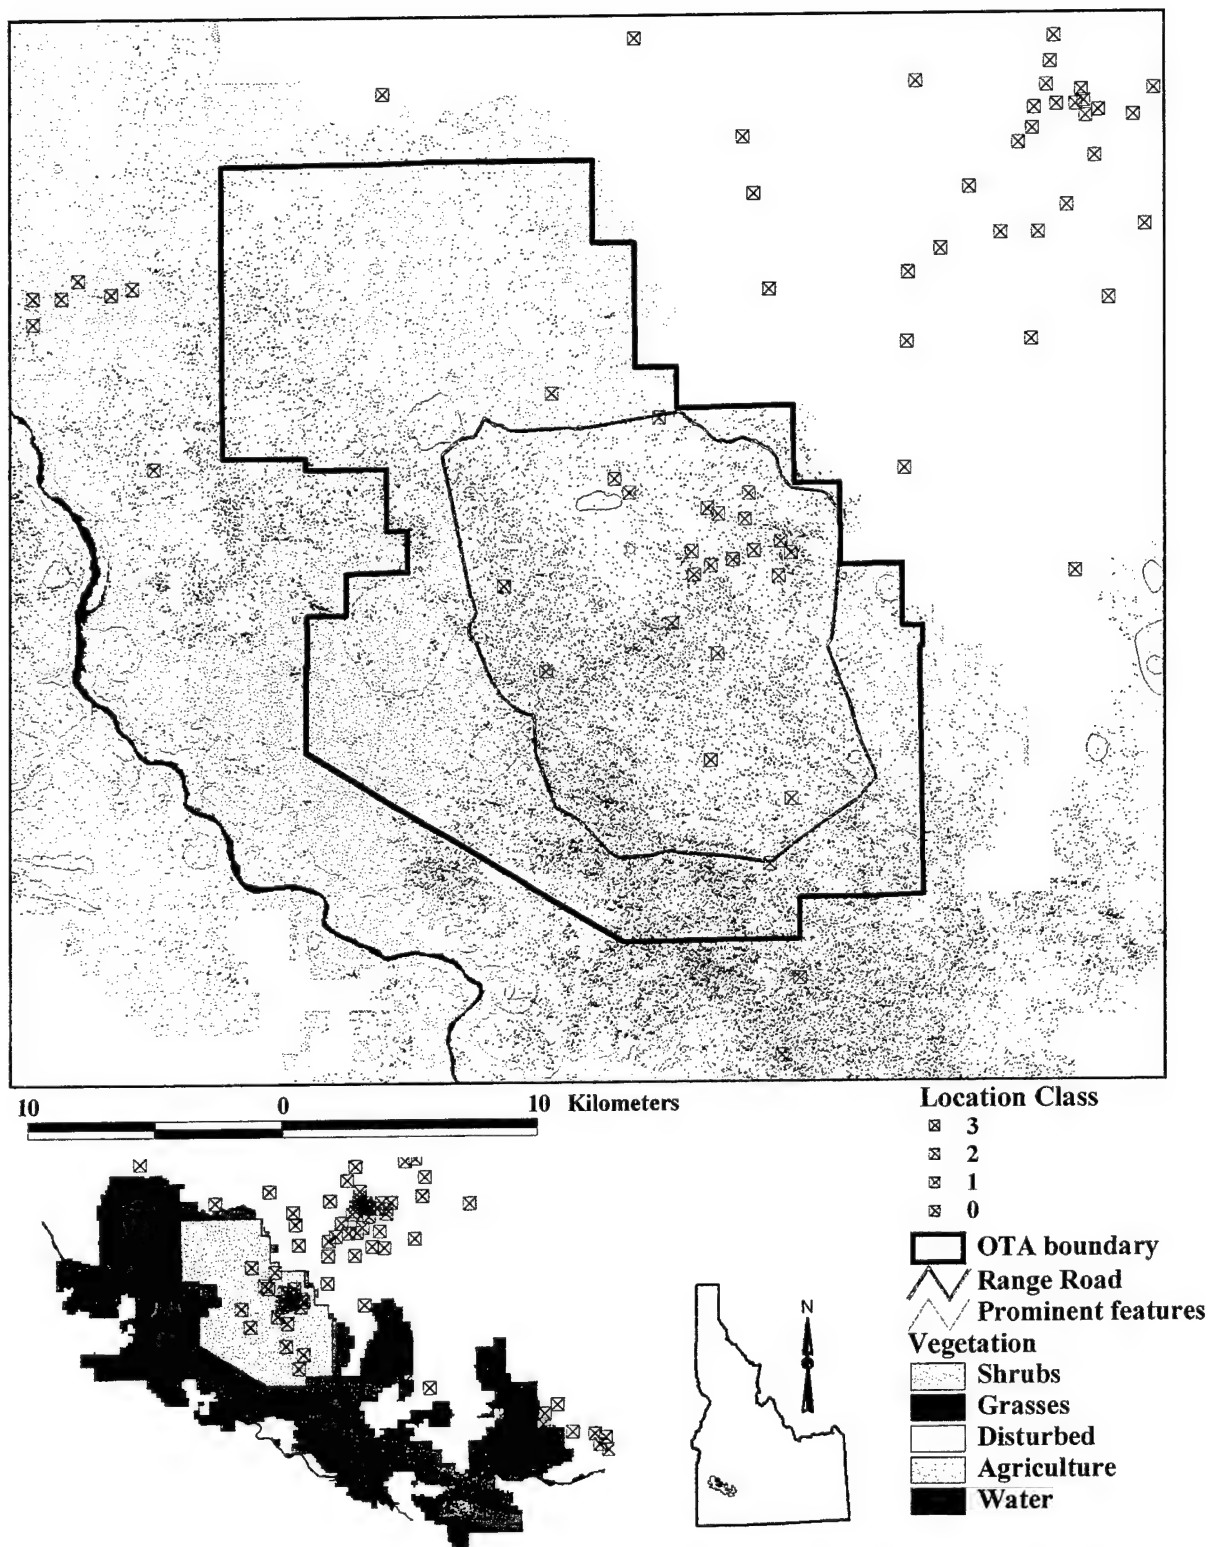 10 0 10 Kilometers
Location Class
3
2
1
0
OTA boundary
Range Road
Prominent features
Vegetation
Shrubs
Grasses
Disturbed
Agriculture
Water
N